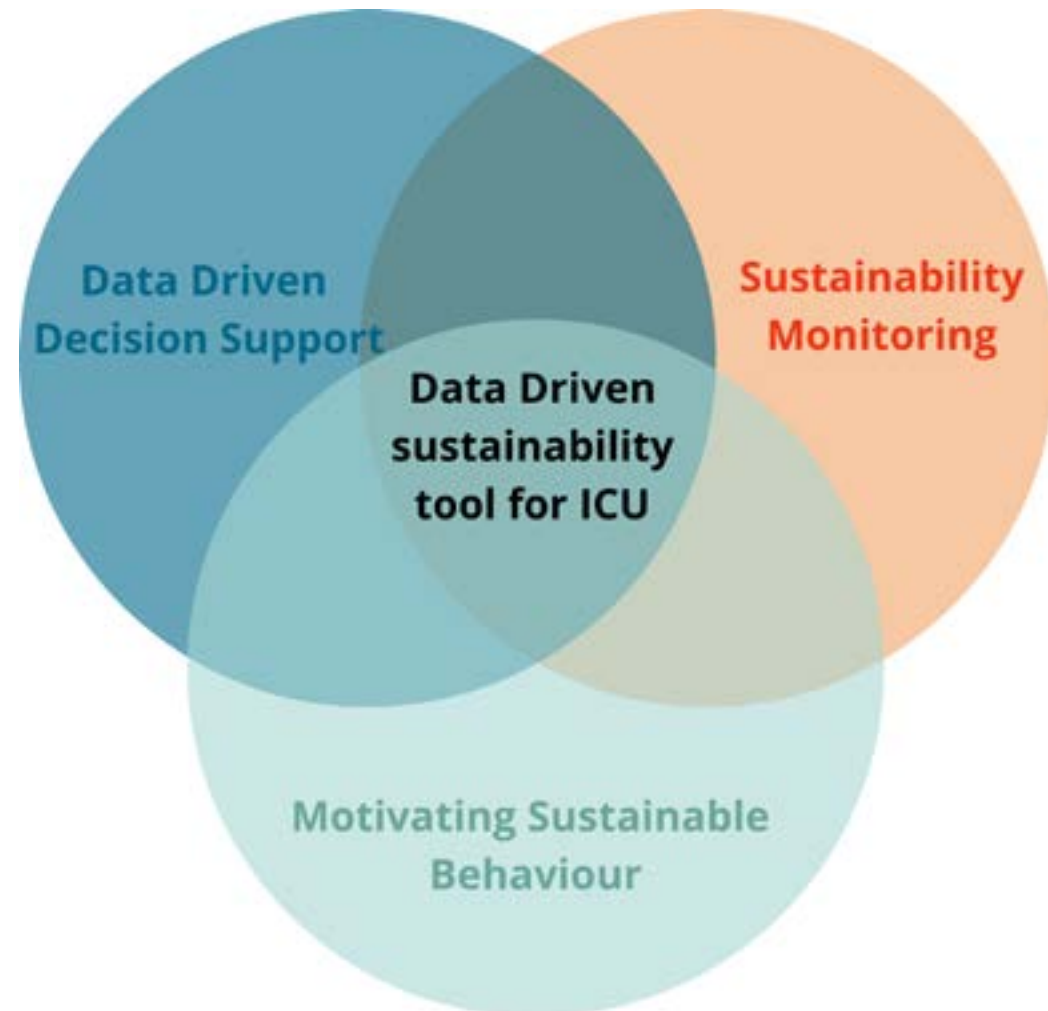 Data Driven
Decision Support
Sustainability
Monitoring
Data Driven
sustainability
tool for ICU
Motivating Sustainable
Behaviour